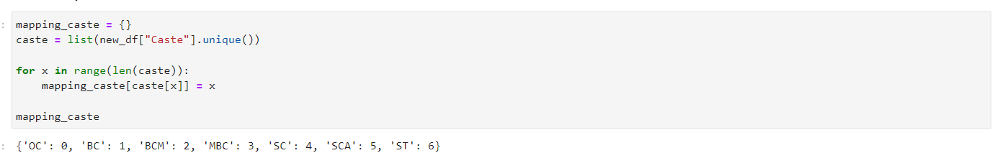 mapping_caste = {}
caste = list(new_df["Caste"].unique())
for x in range(len(caste)):
    mapping_caste[caste[x]] = x
mapping_caste
{'OC': 0, 'BC': 1, 'BCM': 2, 'MBC': 3, 'SC': 4, 'SCA': 5, 'ST': 6}